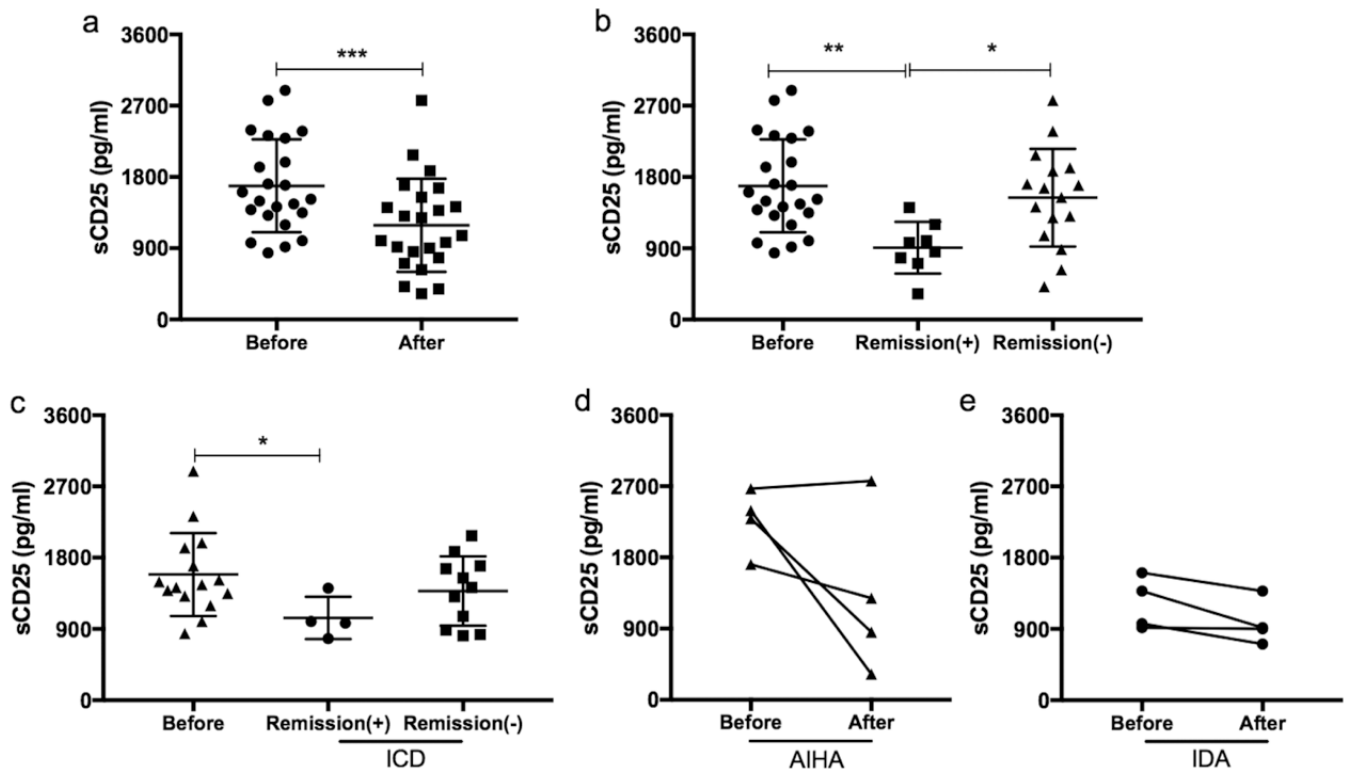 a
sCD25 (pg/ml)
3600
2700
1800
900
0
***
Before
After
b
sCD25 (pg/ml)
3600
2700
1800
900
0
**
*
Before
Remission(+)
Remission(-)
c
sCD25 (pg/ml)
3600
2700
1800
900
0
*
Before
Remission(+)
Remission(-)
ICD
d
sCD25 (pg/ml)
3600
2700
1800
900
0
Before
After
AIHA
e
sCD25 (pg/ml)
3600
2700
1800
900
0
Before
After
IDA